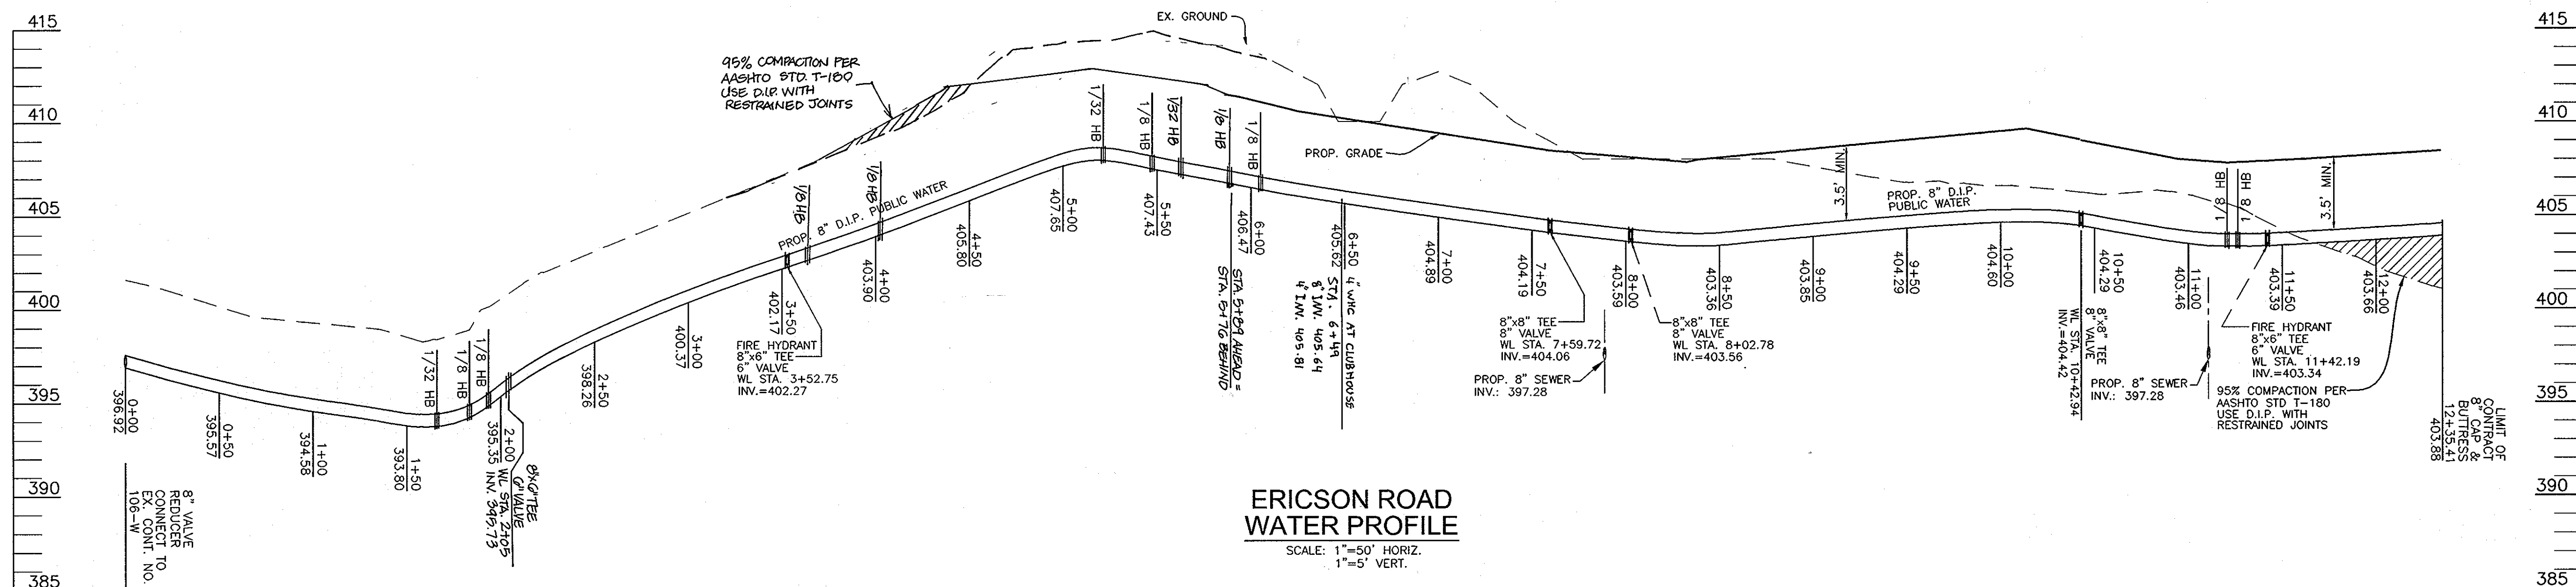 415
410
405
400
395
390
385
EX. GROUND
95% COMPACTION PER
AASHTO STD. T-180
USE D.I.P. WITH
RESTRAINED JOINTS
PROP. GRADE
PROP. 8" D.I.P. PUBLIC WATER
PROP. 8" D.I.P.
PUBLIC WATER
3.5' MIN.
3.5' MIN.
1/32 HB
1/8 HB
1/8 HB
1/8 HB
1/8 HB
1/32 HB
1/8 HB
1/32 HB
1/8 HB
1/8 HB
1 8 HB
1 8 HB
0+00
396.92
0+50
395.57
1+00
394.58
1+50
393.80
2+00
395.35
2+50
398.26
3+00
400.37
3+50
402.17
4+00
403.90
4+50
405.80
5+00
407.65
5+50
407.43
6+00
406.47
6+50
405.62
7+00
404.89
7+50
404.19
8+00
403.59
8+50
403.36
9+00
403.85
9+50
404.29
10+00
404.60
10+50
404.29
11+00
403.46
11+50
403.39
12+00
403.66
8" VALVE
REDUCER
CONNECT TO
EX. CONT. NO.
106-W
8"X6" TEE
6" VALVE
WL STA. 2+05
INV. 395.73
FIRE HYDRANT
8"x6" TEE
6" VALVE
WL STA. 3+52.75
INV.=402.27
STA. 5+89 AHEAD =
STA. 5+76 BEHIND
4" WHC AT CLUBHOUSE
STA. 6+49
8" INV. 405.64
4" INV. 405.81
8"x8" TEE
8" VALVE
WL STA. 7+59.72
INV.=404.06
PROP. 8" SEWER
INV.: 397.28
8"x8" TEE
8" VALVE
WL STA. 8+02.78
INV.=403.56
8"x8" TEE
8" VALVE
WL STA. 10+42.94
INV.=404.42
PROP. 8" SEWER
INV.: 397.28
FIRE HYDRANT
8"x6" TEE
6" VALVE
WL STA. 11+42.19
INV.=403.34
95% COMPACTION PER
AASHTO STD T-180
USE D.I.P. WITH
RESTRAINED JOINTS
LIMIT OF
CONTRACT
8" CAP &
BUTTRESS
12+35.41
403.88
ERICSON ROAD
WATER PROFILE
SCALE: 1"=50' HORIZ.
1"=5' VERT.
415
410
405
400
395
390
385